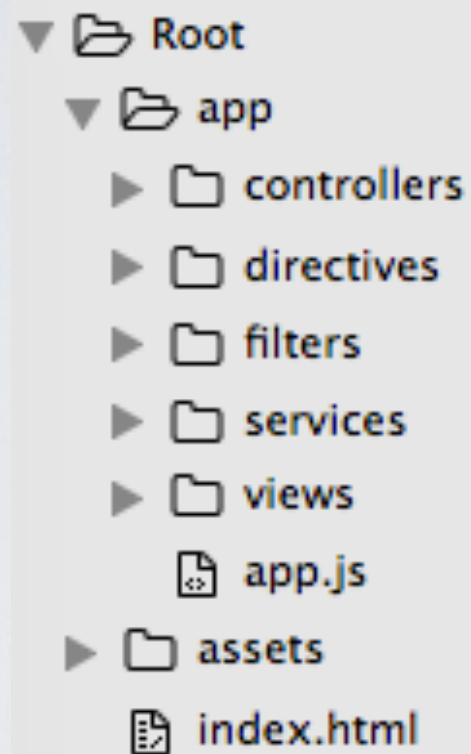 Root
app
controllers
directives
filters
services
views
app.js
assets
index.html